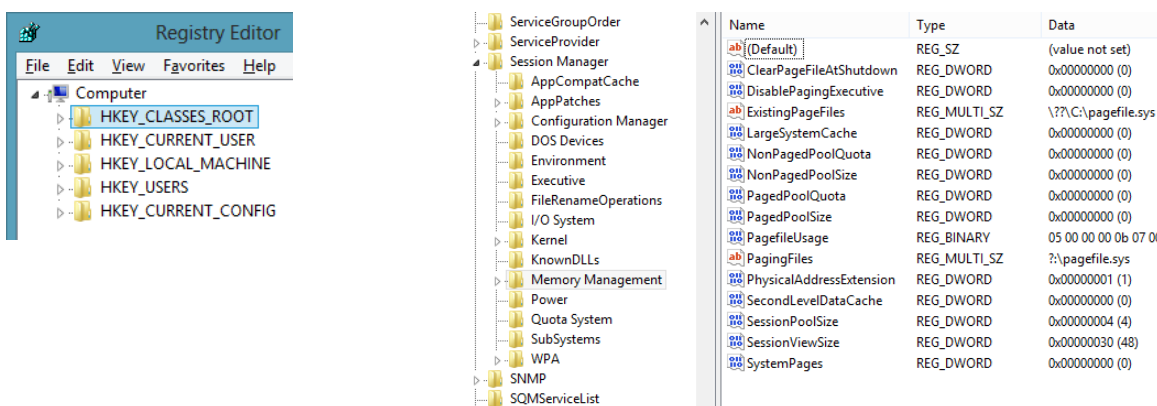 Registry Editor
File Edit View Favorites Help
Computer
HKEY_CLASSES_ROOT
HKEY_CURRENT_USER
HKEY_LOCAL_MACHINE
HKEY_USERS
HKEY_CURRENT_CONFIG
ServiceGroupOrder
ServiceProvider
Session Manager
AppCompatCache
AppPatches
Configuration Manager
DOS Devices
Environment
Executive
FileRenameOperations
I/O System
Kernel
KnownDLLs
Memory Management
Power
Quota System
SubSystems
WPA
SNMP
SQMServiceList
Name Type Data
(Default) REG_SZ (value not set)
ClearPageFileAtShutdown REG_DWORD 0x00000000 (0)
DisablePagingExecutive REG_DWORD 0x00000000 (0)
ExistingPageFiles REG_MULTI_SZ \??\C:\pagefile.sys
LargeSystemCache REG_DWORD 0x00000000 (0)
NonPagedPoolQuota REG_DWORD 0x00000000 (0)
NonPagedPoolSize REG_DWORD 0x00000000 (0)
PagedPoolQuota REG_DWORD 0x00000000 (0)
PagedPoolSize REG_DWORD 0x00000000 (0)
PagefileUsage REG_BINARY 05 00 00 00 0b 07 00
PagingFiles REG_MULTI_SZ ?:\pagefile.sys
PhysicalAddressExtension REG_DWORD 0x00000001 (1)
SecondLevelDataCache REG_DWORD 0x00000000 (0)
SessionPoolSize REG_DWORD 0x00000004 (4)
SessionViewSize REG_DWORD 0x00000030 (48)
SystemPages REG_DWORD 0x00000000 (0)